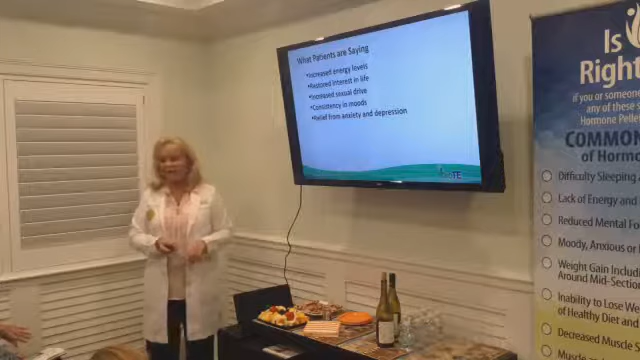 What Patients are Saying
•Increased energy levels
•Restored interest in life
•Increased sexual drive
•Consistency in moods
•Relief from anxiety and depression
TE
Is
Right
if you or someone
any of these s
Hormone Pelle
COMMON
of Hormo
Difficulty Sleeping
Lack of Energy and
Reduced Mental Fo
Moody, Anxious or
Weight Gain Includi
Around Mid-Section
Inability to Lose We
of Healthy Diet and
Decreased Muscle